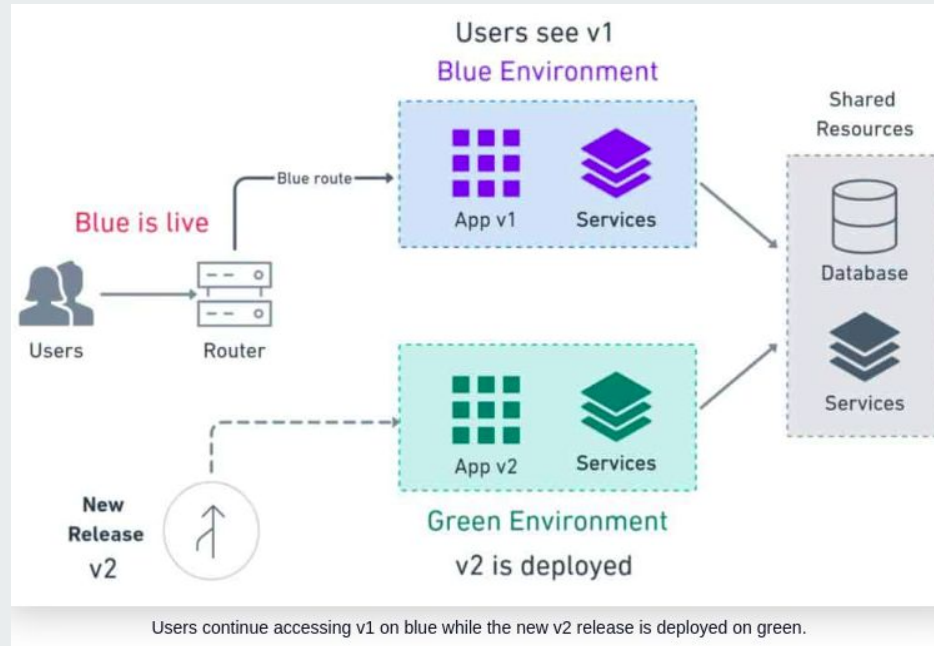 Users see v1
Blue Environment
Shared
Resources
Blue route
App v1
Services
Blue is live
Database
Users
Router
Services
App v2
Services
New
Release
v2
Green Environment
v2 is deployed
Users continue accessing v1 on blue while the new v2 release is deployed on green.